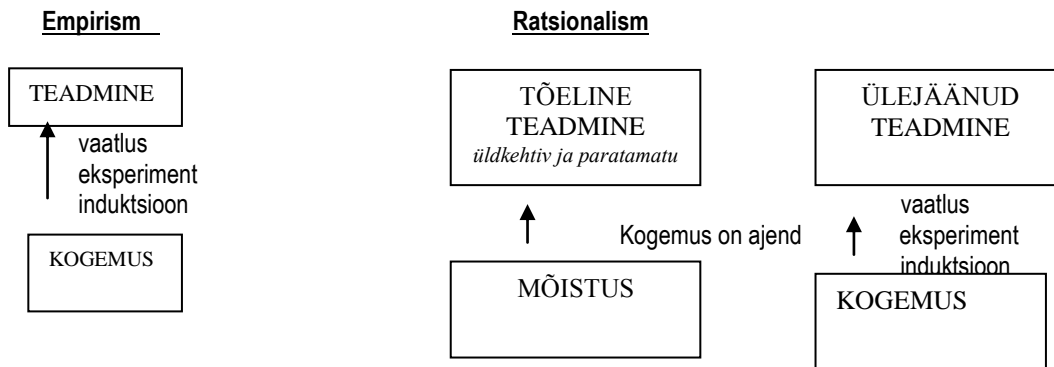 Empirism
TEADMINE
vaatlus
eksperiment
induktsioon
KOGEMUS
Ratsionalism
TÕELINE
TEADMINE
üldkehtiv ja paratamatu
Kogemus on ajend
MÕISTUS
ÜLEJÄÄNUD
TEADMINE
vaatlus
eksperiment
induktsioon
KOGEMUS